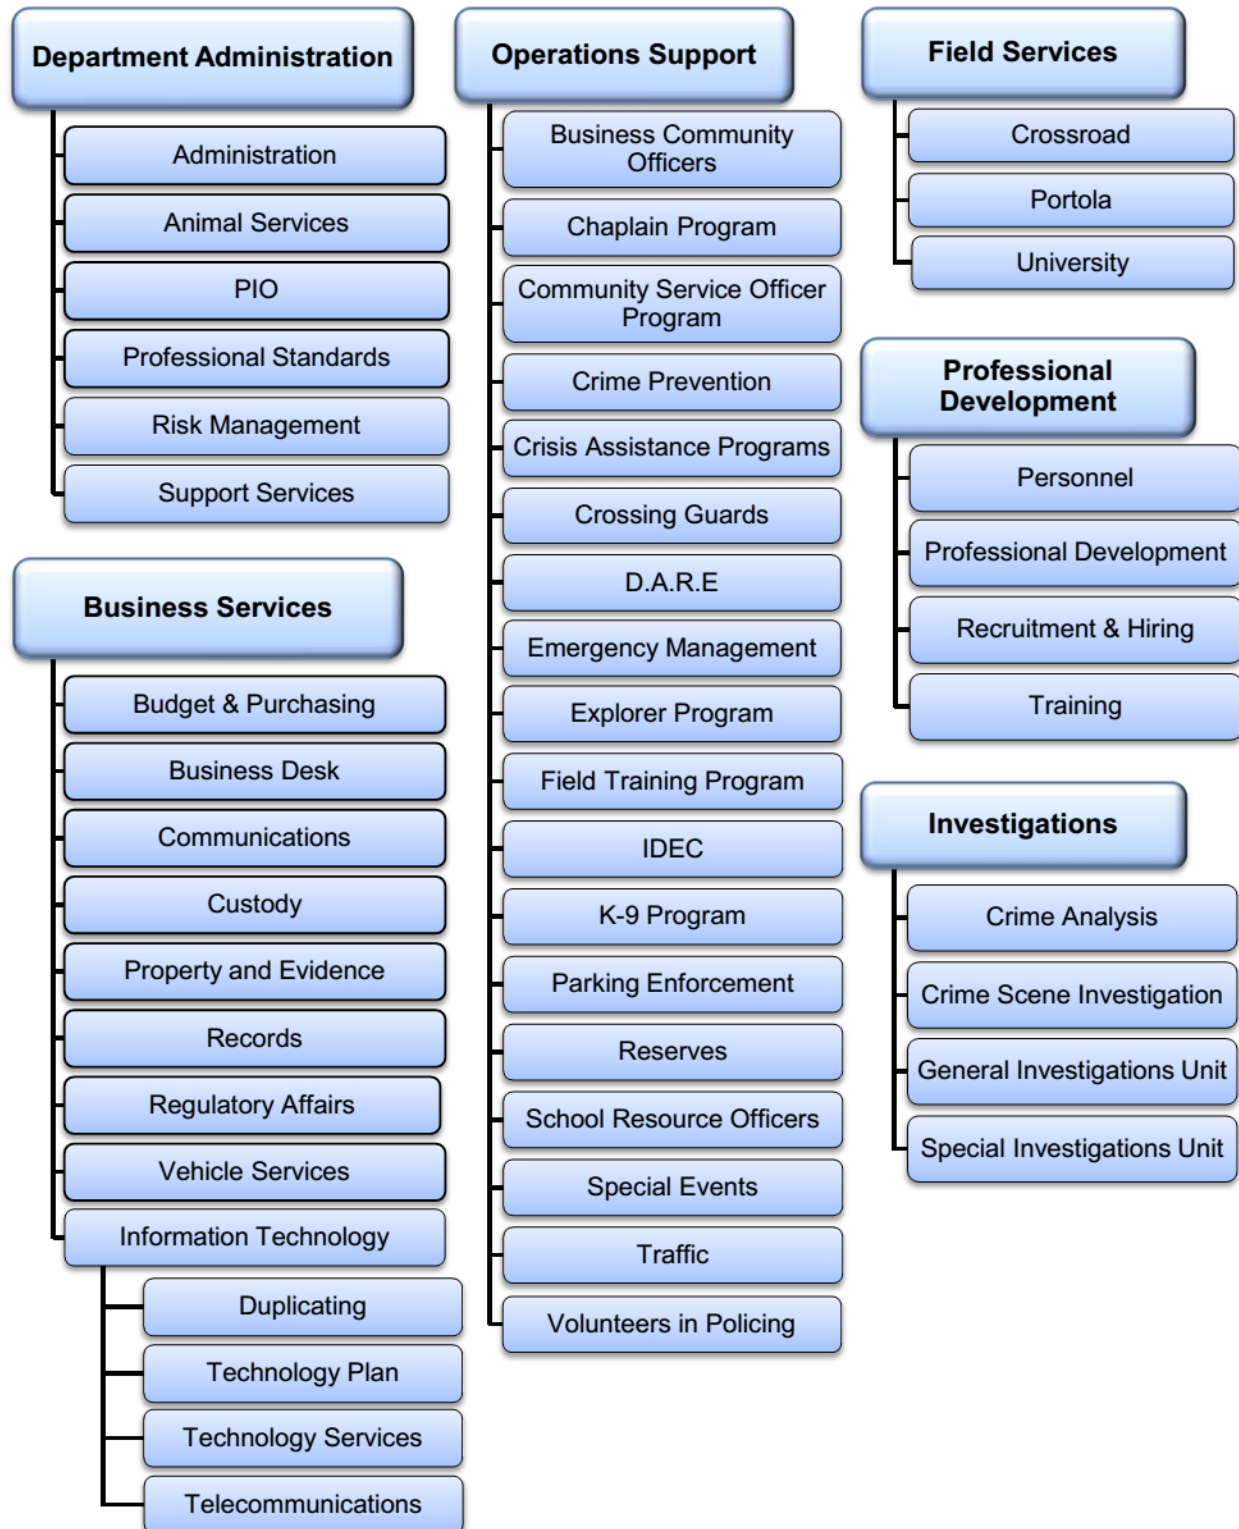 Department Administration
Administration
Animal Services
PIO
Professional Standards
Risk Management
Support Services
Business Services
Budget & Purchasing
Business Desk
Communications
Custody
Property and Evidence
Records
Regulatory Affairs
Vehicle Services
Information Technology
Duplicating
Technology Plan
Technology Services
Telecommunications
Operations Support
Business Community
Officers
Chaplain Program
Community Service Officer
Program
Crime Prevention
Crisis Assistance Programs
Crossing Guards
D.A.R.E
Emergency Management
Explorer Program
Field Training Program
IDEC
K-9 Program
Parking Enforcement
Reserves
School Resource Officers
Special Events
Traffic
Volunteers in Policing
Field Services
Crossroad
Portola
University
Professional
Development
Personnel
Professional Development
Recruitment & Hiring
Training
Investigations
Crime Analysis
Crime Scene Investigation
General Investigations Unit
Special Investigations Unit